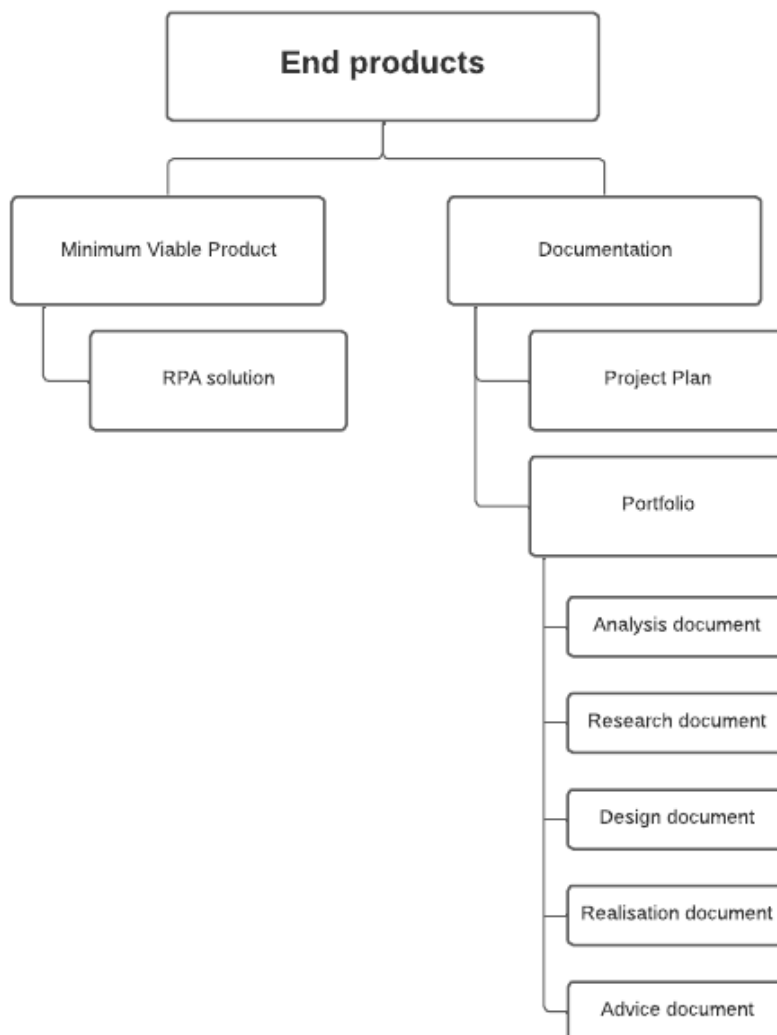 End products
Minimum Viable Product
Documentation
RPA solution
Project Plan
Portfolio
Analysis document
Research document
Design document
Realisation document
Advice document